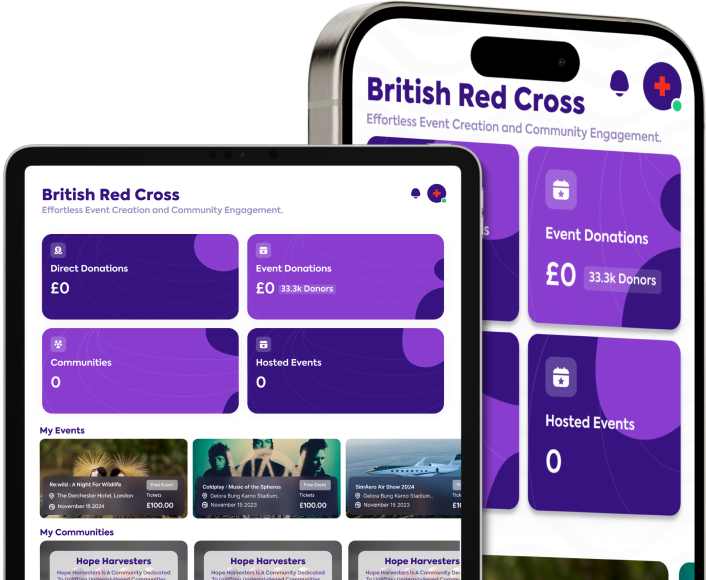 British Red Cross
Effortless Event Creation and Community Engagement.
Event Donations
£0 33.3k Donors
Hosted Events
0
British Red Cross
Effortless Event Creation and Community Engagement.
Direct Donations
£0
Event Donations
£0 33.3k Donors
Communities
0
Hosted Events
0
My Events
Re:wild : A Night For Wildlife
Free Event
The Dorchester Hotel, London
Tickets
November 15 2024
£100.00
Coldplay : Music of the Spheres
Free Event
Gelora Bung Karno Stadium..
Tickets
November 15 2023
£100.00
SimAero Air Show 2024
Gelora Bung Karno Stadium..
November 15 2023
My Communities
Hope Harvesters
Hope Harvesters Is A Community Dedicated
To Uplifting Underprivileged Communities
Hope Harvesters
Hope Harvesters Is A Community Dedicated
To Uplifting Underprivileged Communities
Hope Harvesters
Hope Harvesters Is A Community